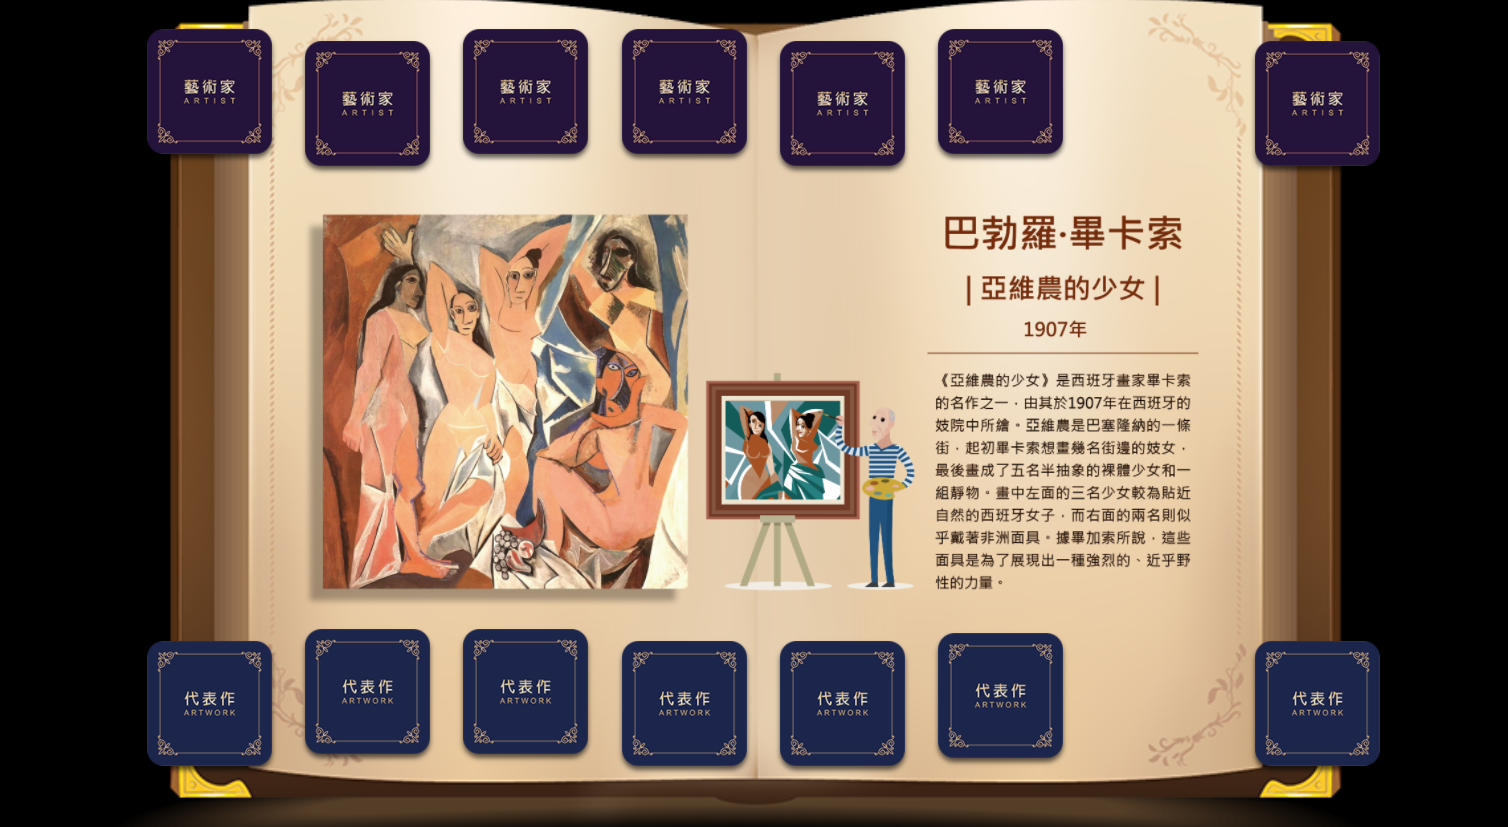 藝術家
ARTIST
藝術家
ARTIST
藝術家
ARTIST
藝術家
ARTIST
藝術家
ARTIST
藝術家
ARTIST
藝術家
ARTIST
巴勃羅·畢卡索
| 亞維農的少女 |
1907年
《亞維農的少女》是西班牙畫家畢卡索
的名作之一，由其於1907年在西班牙的
妓院中所繪。亞維農是巴塞隆納的一條
街，起初畢卡索想畫幾名街邊的妓女，
最後畫成了五名半抽象的裸體少女和一
組靜物。畫中左面的三名少女較為貼近
自然的西班牙女子，而右面的兩名則似
乎戴著非洲面具。據畢加索所說，這些
面具是為了展現出一種強烈的、近乎野
性的力量。
代表作
ARTWORK
代表作
ARTWORK
代表作
ARTWORK
代表作
ARTWORK
代表作
ARTWORK
代表作
ARTWORK
代表作
ARTWORK